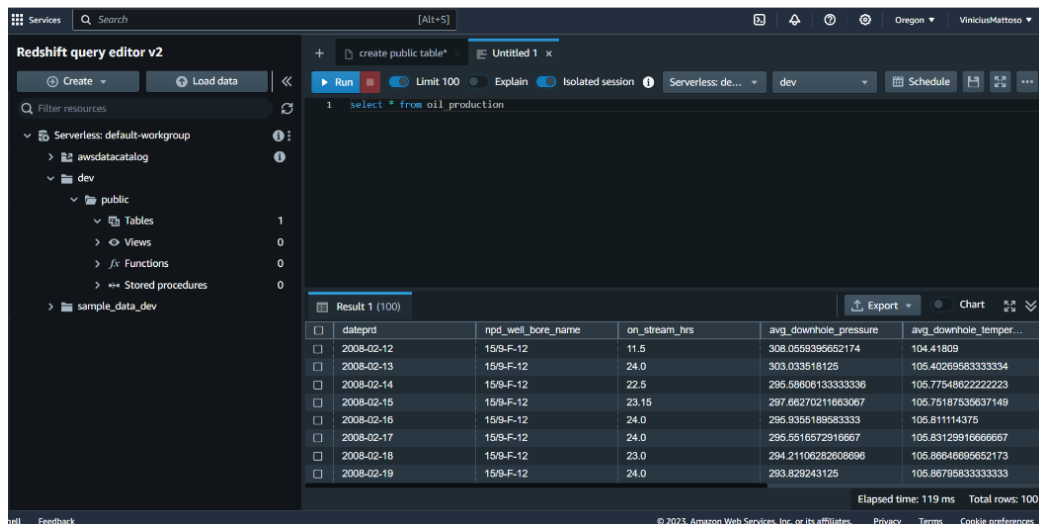 Services Search [Alt+S] Oregon ▼ ViniciusMattoso ▼
Redshift query editor v2
+ create public table* × Untitled 1 ×
Create Load data
Run Limit 100 Explain Isolated session Serverless: de... dev Schedule ...
Filter resources
1 select * from oil_production
Serverless: default-workgroup
awsdatacatalog
dev
public
Tables 1
Views 0
fx Functions 0
Stored procedures 0
sample_data_dev
Result 1 (100) Export Chart
dateprd npd_well_bore_name on_stream_hrs avg_downhole_pressure avg_downhole_temper...
2008-02-12 15/9-F-12 11.5 308.0559395652174 104.41809
2008-02-13 15/9-F-12 24.0 303.033518125 105.40269583333334
2008-02-14 15/9-F-12 22.5 295.58606133333336 105.77548622222223
2008-02-15 15/9-F-12 23.15 297.66270211663067 105.75187535637149
2008-02-16 15/9-F-12 24.0 295.9355189583333 105.811114375
2008-02-17 15/9-F-12 24.0 295.5516572916667 105.83129916666667
2008-02-18 15/9-F-12 23.0 294.21106282608696 105.86646695652173
2008-02-19 15/9-F-12 24.0 293.829243125 105.86795833333333
Elapsed time: 119 ms Total rows: 100
Feedback © 2023, Amazon Web Services, Inc. or its affiliates. Privacy Terms Cookie preferences